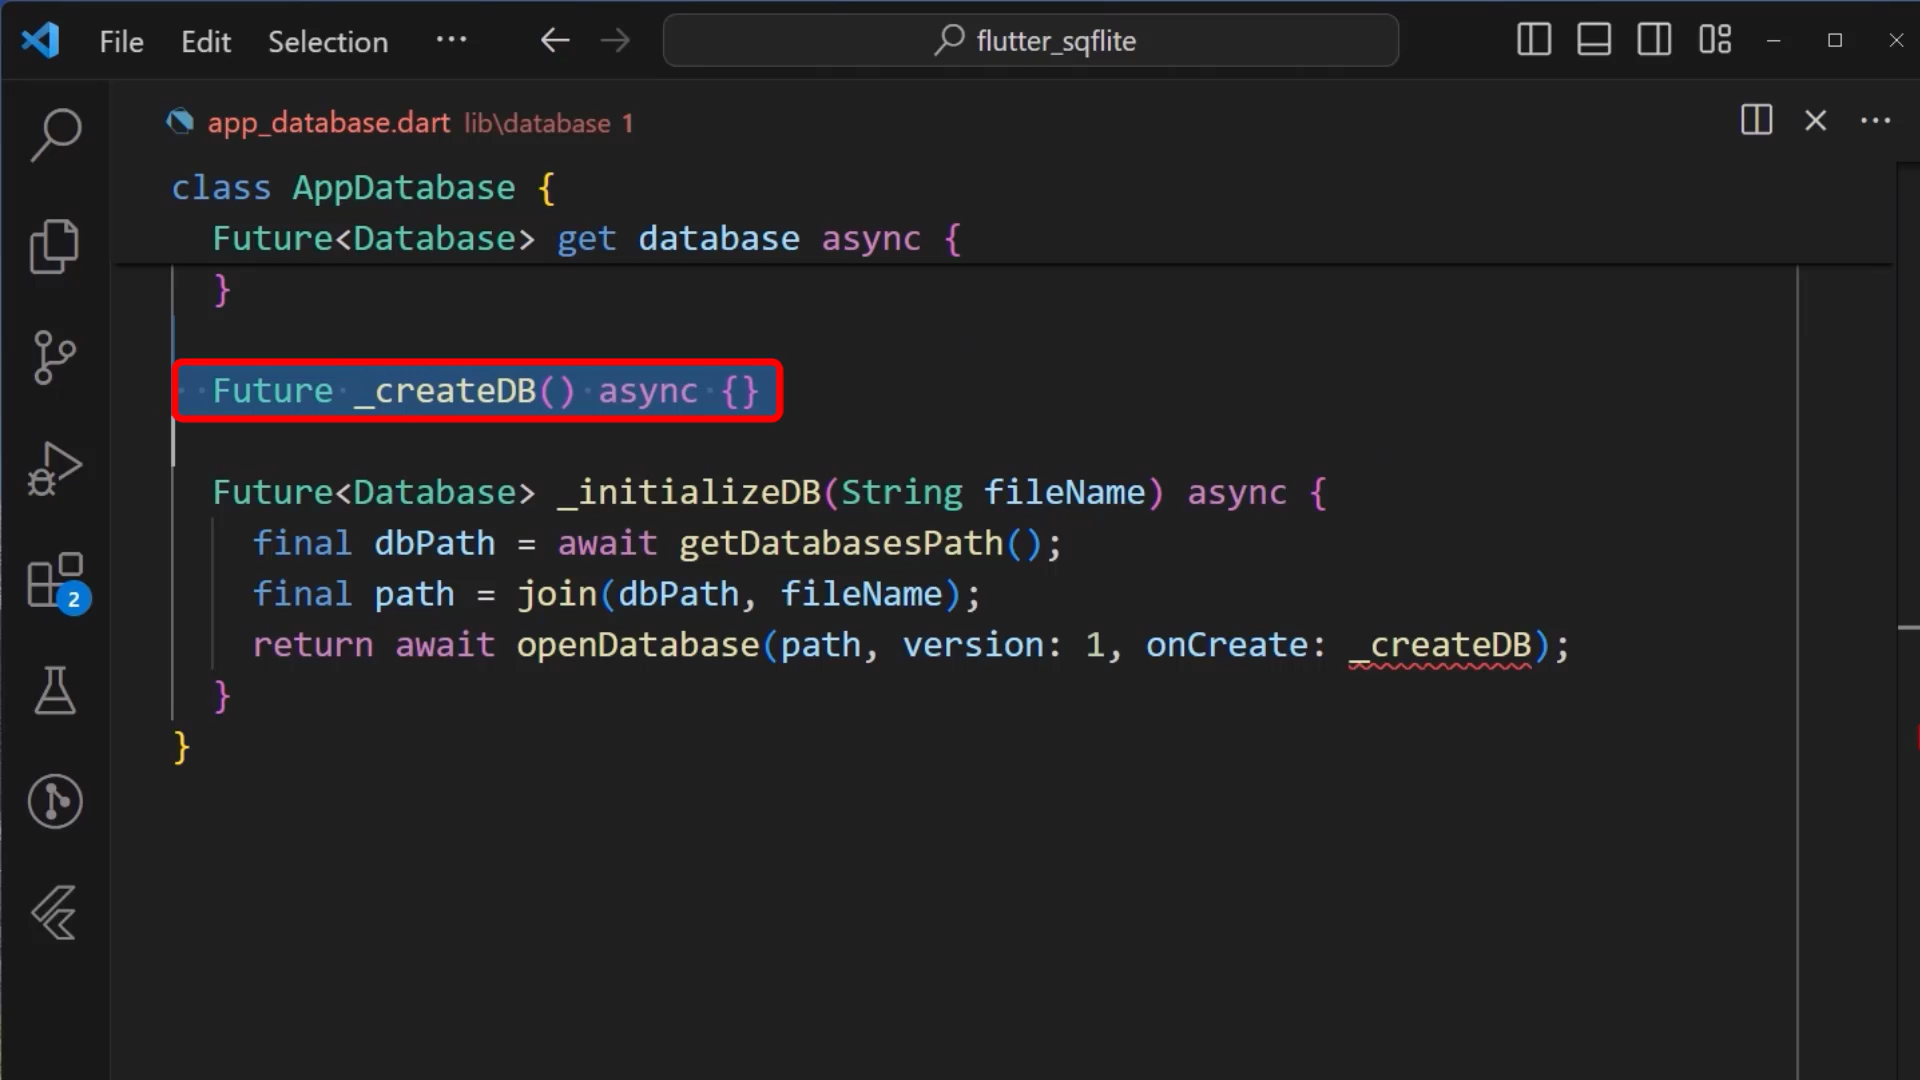 File Edit Selection ··· flutter_sqflite
app_database.dart lib\database 1
class AppDatabase {
Future<Database> get database async {
}
Future _createDB() async {}
Future<Database> _initializeDB(String fileName) async {
final dbPath = await getDatabasesPath();
final path = join(dbPath, fileName);
return await openDatabase(path, version: 1, onCreate: _createDB);
}
}
2